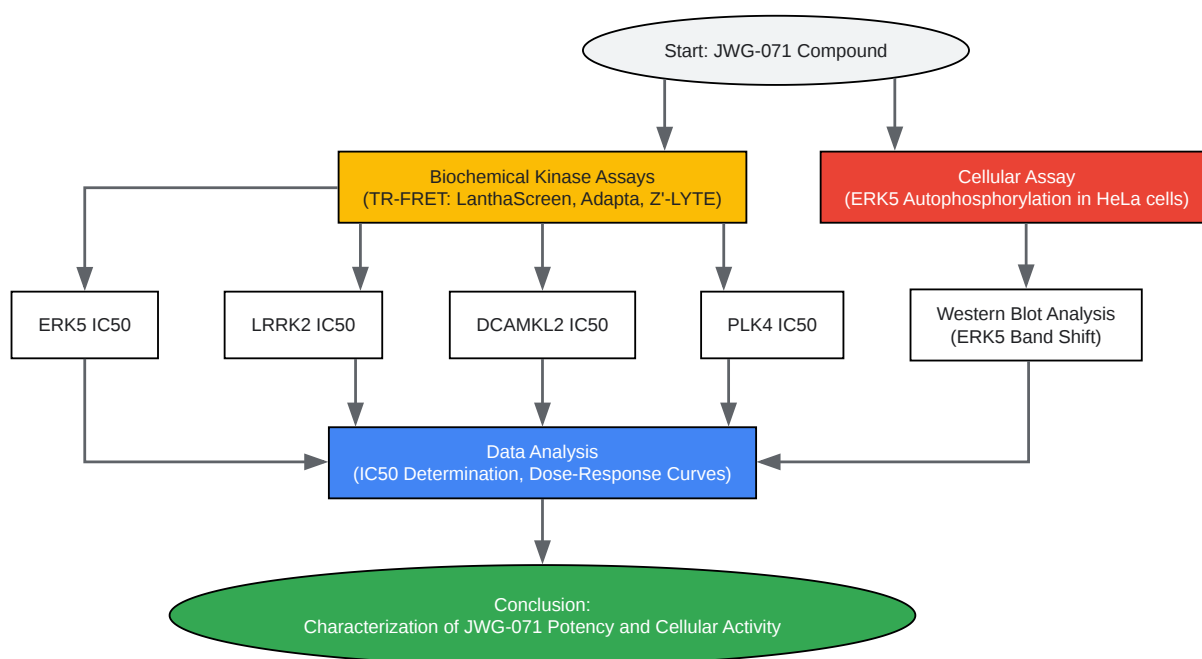 Start: JWG-071 Compound
Biochemical Kinase Assays
(TR-FRET: LanthaScreen, Adapta, Z'-LYTE)
Cellular Assay
(ERK5 Autophosphorylation in HeLa cells)
ERK5 IC50
LRRK2 IC50
DCAMKL2 IC50
PLK4 IC50
Western Blot Analysis
(ERK5 Band Shift)
Data Analysis
(IC50 Determination, Dose-Response Curves)
Conclusion:
Characterization of JWG-071 Potency and Cellular Activity